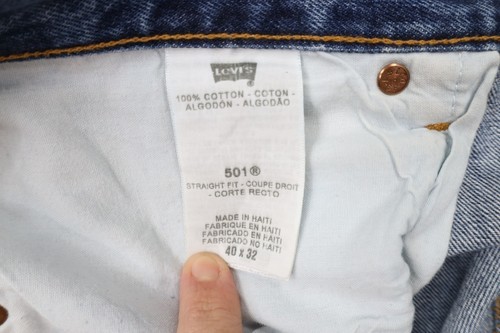 Levi's
100% COTTON - COTON -
ALGODÓN - ALGODÃO
501®
STRAIGHT FIT - COUPE DROIT
- CORTE RECTO
MADE IN HAITI
FABRIQUE EN HAITI
FABRICADO EN HAITI
FABRICADO NO HAITI
40 X 32